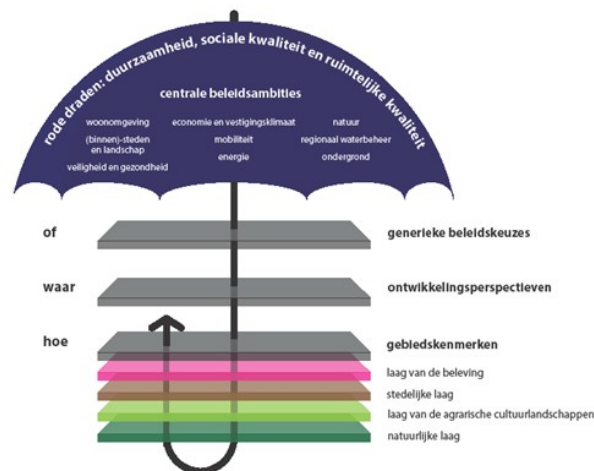 rode draden: duurzaamheid, sociale kwaliteit en ruimtelijke kwaliteit
centrale beleidsambities
woonomgeving
(binnen)-steden
en landschap
veiligheid en gezondheid
economie en vestigingsklimaat
mobiliteit
energie
natuur
regionaal waterbeheer
ondergrond
of
generieke beleidskeuzes
waar
ontwikkelingsperspectieven
hoe
gebiedskenmerken
laag van de beleving
stedelijke laag
laag van de agrarische cultuurlandschappen
natuurlijke laag